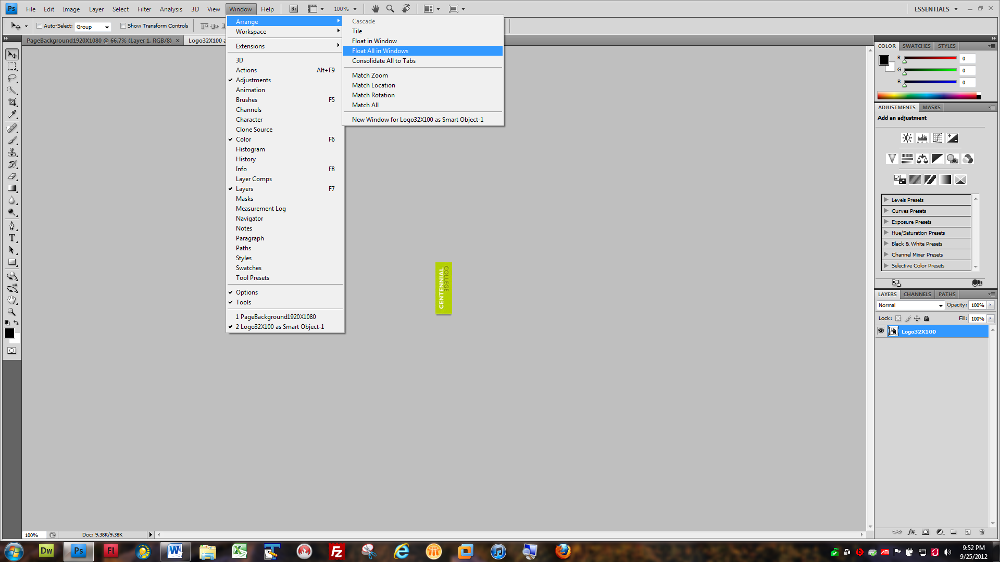 Ps File Edit Image Layer Select Filter Analysis 3D View Window Help Br 100% ESSENTIALS
Auto-Select: Group Show Transform Controls
PageBackground1920X1080 @ 66.7% (Layer 1, RGB/8) Logo32X100 a
Arrange
Workspace
Extensions
3D
Actions Alt+F9
Adjustments
Animation
Brushes F5
Channels
Character
Clone Source
Color F6
Histogram
History
Info F8
Layer Comps
Layers F7
Masks
Measurement Log
Navigator
Notes
Paragraph
Paths
Styles
Swatches
Tool Presets
Options
Tools
1 PageBackground1920X1080
2 Logo32X100 as Smart Object-1
Cascade
Tile
Float in Window
Float All in Windows
Consolidate All to Tabs
Match Zoom
Match Location
Match Rotation
Match All
New Window for Logo32X100 as Smart Object-1
CENTENNIAL
COLLEGE
COLOR SWATCHES STYLES
R 0
G 0
B 0
ADJUSTMENTS MASKS
Add an adjustment
Levels Presets
Curves Presets
Exposure Presets
Hue/Saturation Presets
Black & White Presets
Channel Mixer Presets
Selective Color Presets
LAYERS CHANNELS PATHS
Normal Opacity: 100%
Lock: Fill: 100%
Logo32X100
100% Doc: 9.38K/9.38K
Dw Ps Fl W Fz ATI
9:52 PM
9/25/2012